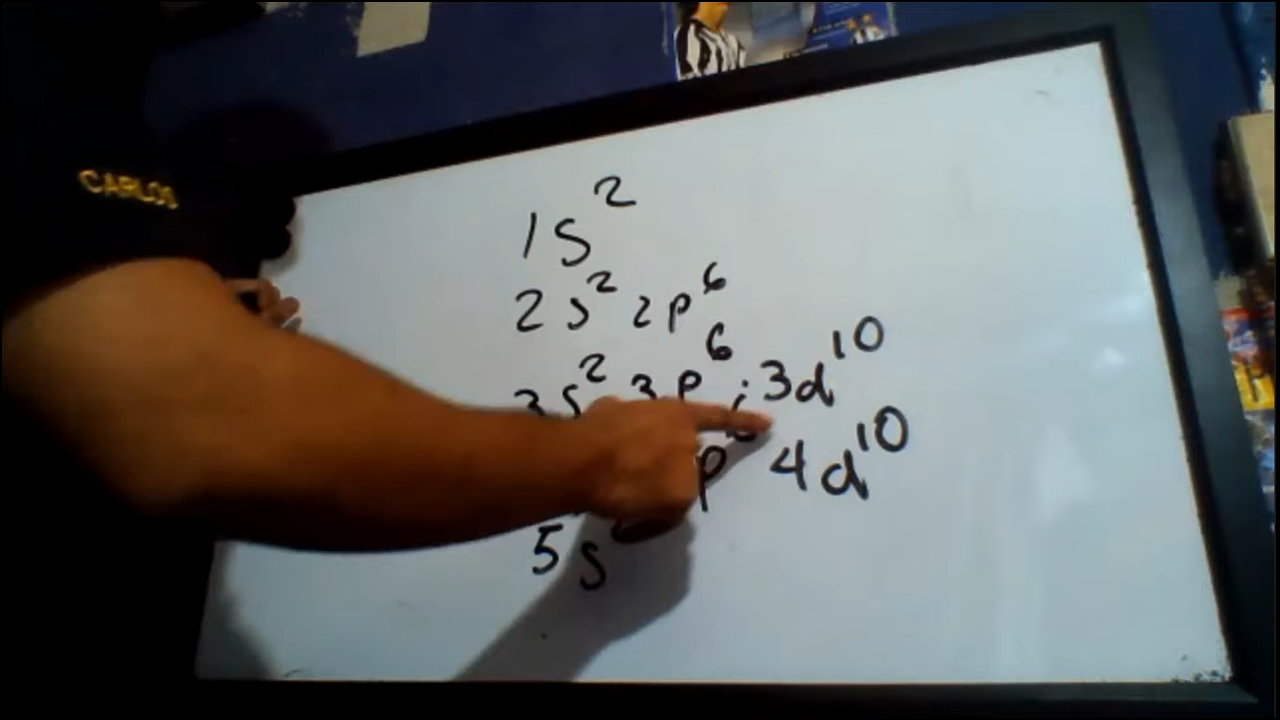 CARLOS
1s²
2s² 2p⁶
3s² 3p⁶ 3d¹⁰
p 4d¹⁰
5s